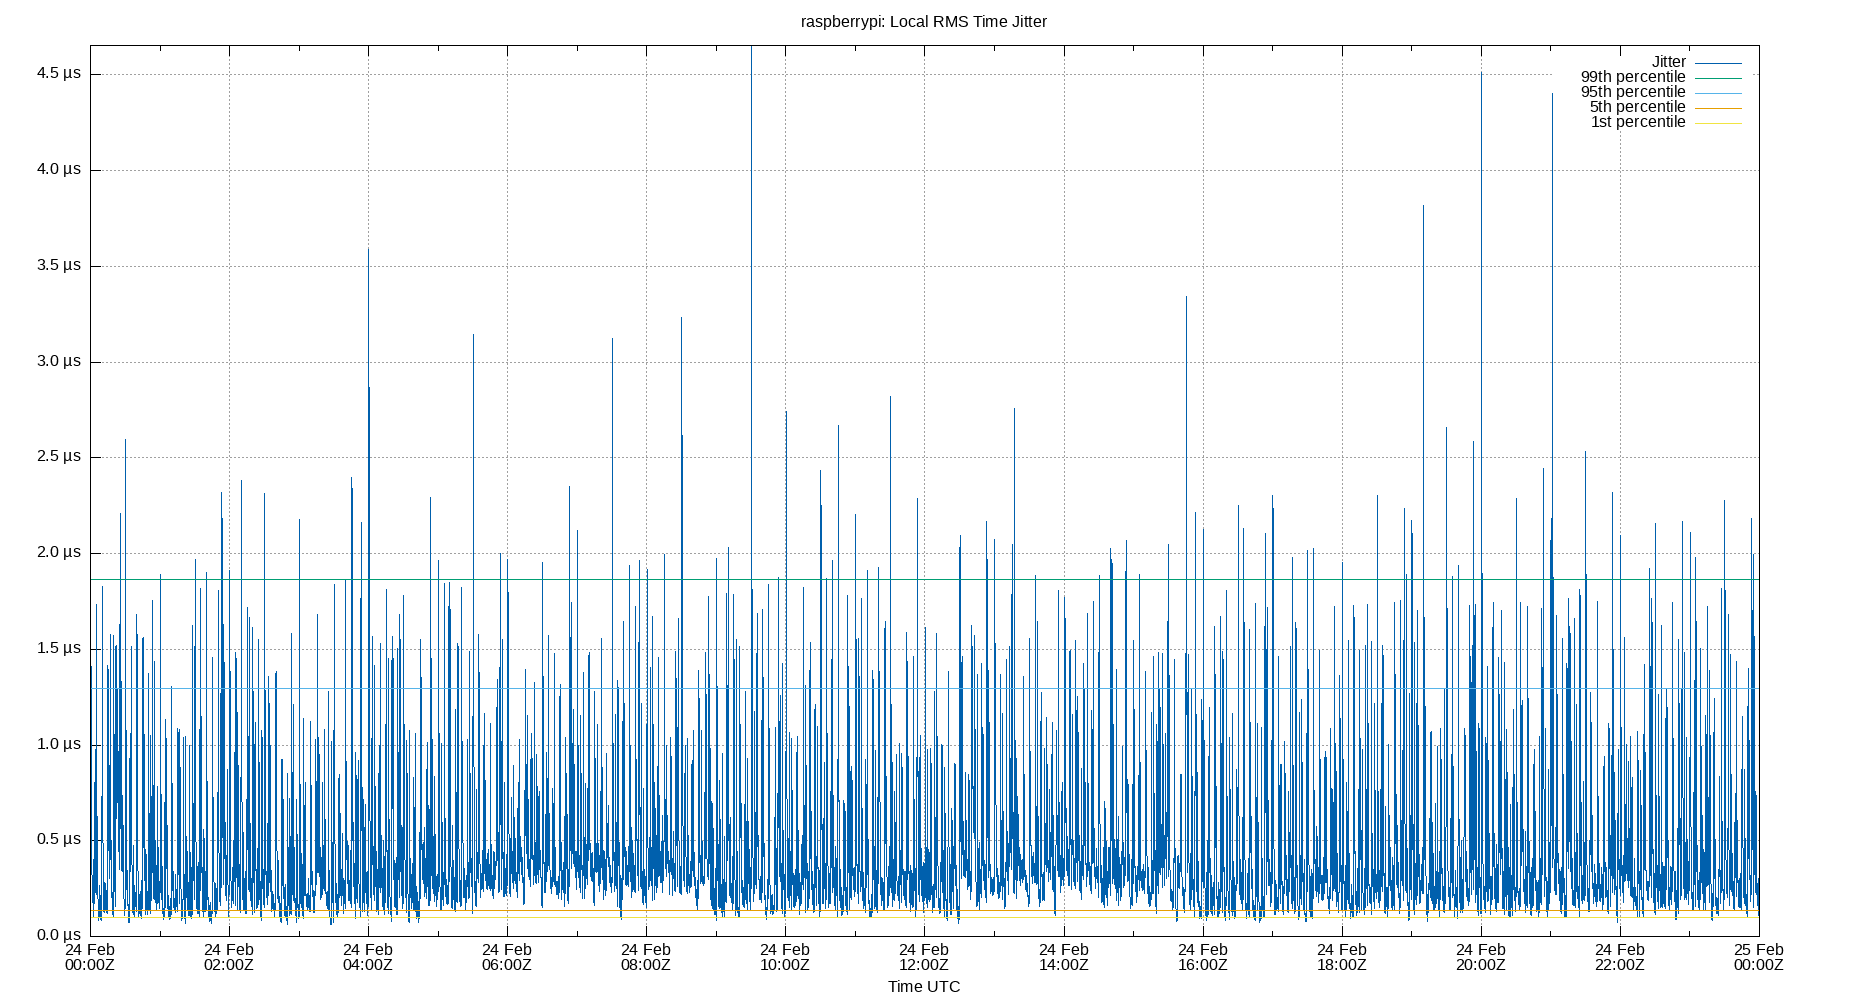 raspberrypi: Local RMS Time Jitter
4.5 µs
4.0 µs
3.5 µs
3.0 µs
2.5 µs
2.0 µs
1.5 µs
1.0 µs
0.5 µs
0.0 µs
Jitter
99th percentile
95th percentile
5th percentile
1st percentile
24 Feb 24 Feb 24 Feb 24 Feb 24 Feb 24 Feb 24 Feb 24 Feb 24 Feb 24 Feb 24 Feb 24 Feb 25 Feb
00:00Z 02:00Z 04:00Z 06:00Z 08:00Z 10:00Z 12:00Z 14:00Z 16:00Z 18:00Z 20:00Z 22:00Z 00:00Z
Time UTC